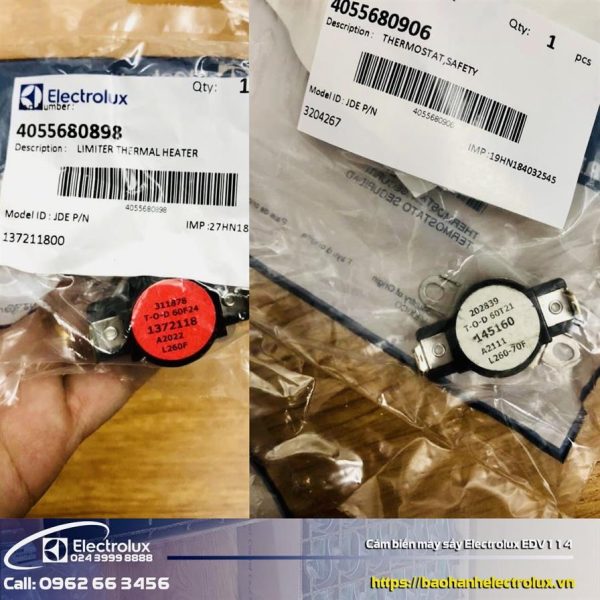 Electrolux
Qty: 1
number:
4055680898
Description : LIMITER THERMAL HEATER
4055680898
Model ID : JDE P/N
IMP :27HN18
137211800
311878
T-O-D 60F24
1372118
A2022
L260F
4055680906
Qty: 1 pcs
Description : THERMOSTAT,SAFETY
4055680906
Model ID : JDE P/N
3204267
IMP :19HN184032545
202839
T-O-D 60T21
145160
A2111
L260-70F
Electrolux
024 3999 8888
Call: 0962 66 3456
Cảm biến máy sấy Electrolux EDV114
https://baohanhelectrolux.vn